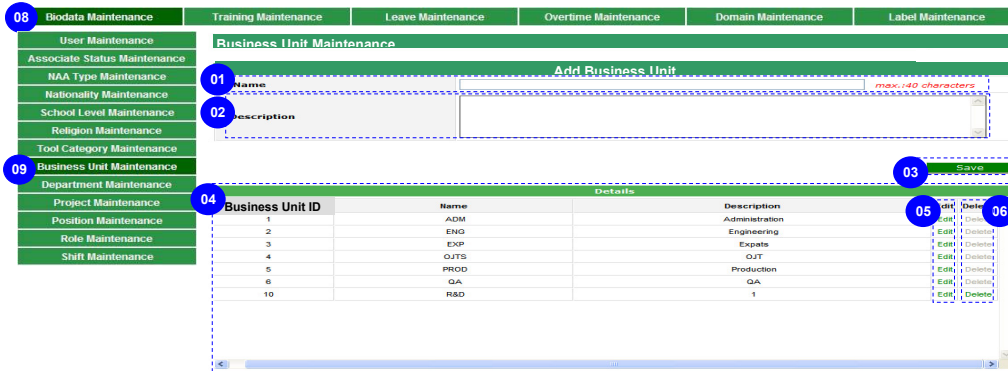 08 Biodata Maintenance Training Maintenance Leave Maintenance Overtime Maintenance Domain Maintenance Label Maintenance
User Maintenance
Associate Status Maintenance
NAA Type Maintenance
Nationality Maintenance
School Level Maintenance
Religion Maintenance
Tool Category Maintenance
09 Business Unit Maintenance
Department Maintenance
Project Maintenance
Position Maintenance
Role Maintenance
Shift Maintenance
Business Unit Maintenance
Add Business Unit
01 Name max.:40 characters
02 Description
03 Save
04 Details
Business Unit ID Name Description 05 Edit Delete 06
1 ADM Administration Edit Delete
2 ENG Engineering Edit Delete
3 EXP Expats Edit Delete
4 OJTS OJT Edit Delete
5 PROD Production Edit Delete
6 QA QA Edit Delete
10 R&D 1 Edit Delete